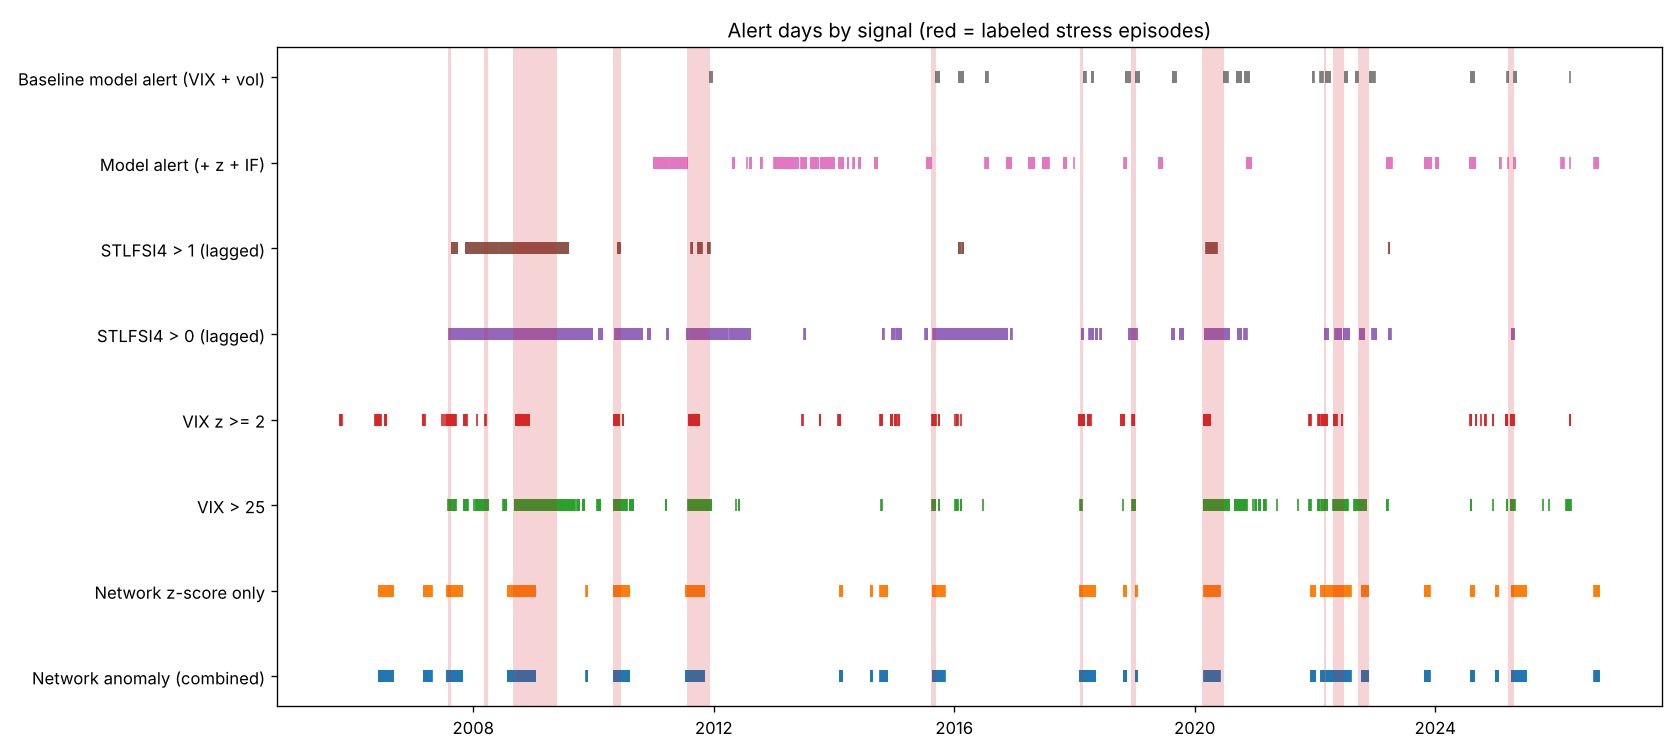 Alert days by signal (red = labeled stress episodes)
Baseline model alert (VIX + vol)
Model alert (+ z + IF)
STLFSI4 > 1 (lagged)
STLFSI4 > 0 (lagged)
VIX z >= 2
VIX > 25
Network z-score only
Network anomaly (combined)
2008 2012 2016 2020 2024